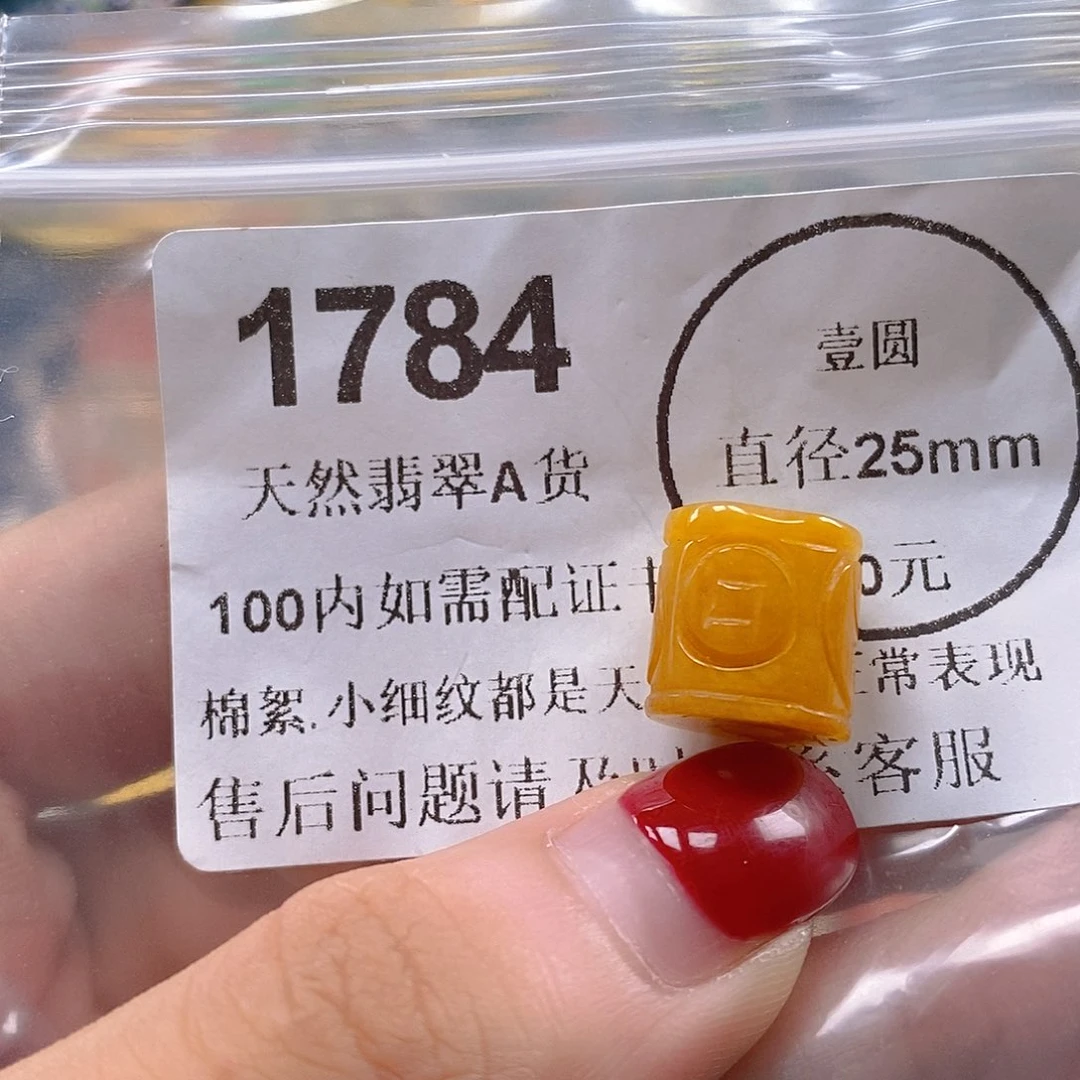 1784
壹圆
直径25mm
天然翡翠A货
100内如需配证 0元
棉絮.小细纹都是天 常表现
售后问题请及 客服